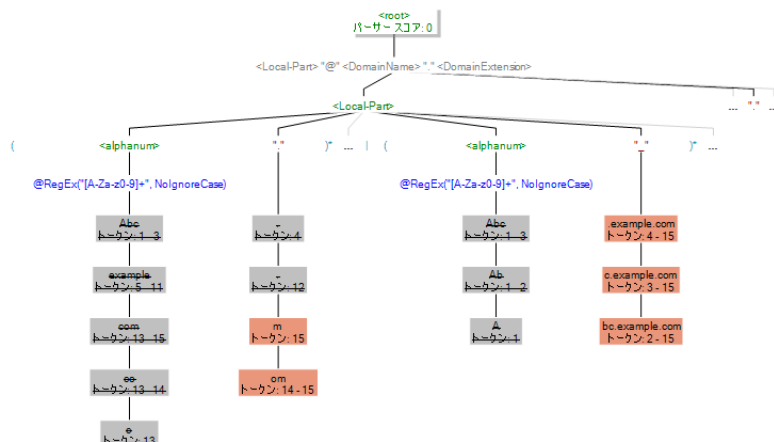 <root>
パーサー スコア: 0
<Local-Part> "@" <DomainName> "." <DomainExtension>
<Local-Part> ... "." ...
( <alphanum> "." )* ... | ( <alphanum> "_" )* ...
@RegEx("[A-Za-z0-9]+", NoIgnoreCase) @RegEx("[A-Za-z0-9]+", NoIgnoreCase)
Abc . Abc .example.com
トークン: 1 - 3 トークン: 4 トークン: 1 - 3 トークン: 4 - 15
example . Ab c.example.com
トークン: 5 - 11 トークン: 12 トークン: 1 - 2 トークン: 3 - 15
com m A bc.example.com
トークン: 13 - 15 トークン: 15 トークン: 1 トークン: 2 - 15
co om
トークン: 13 - 14 トークン: 14 - 15
c
トークン: 13